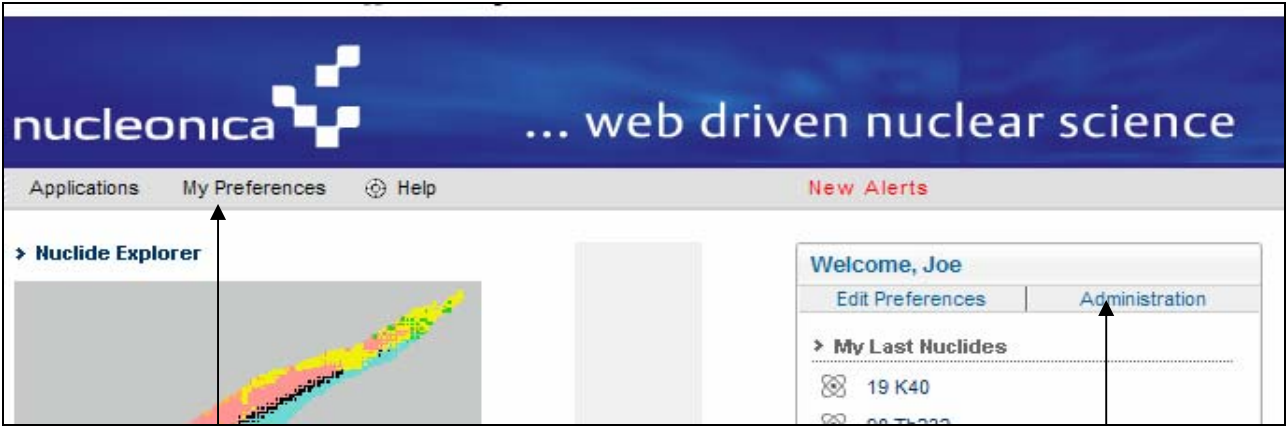 nucleonica
... web driven nuclear science
Applications My Preferences Help
New Alerts
Nuclide Explorer
Welcome, Joe
Edit Preferences Administration
My Last Nuclides
19 K40